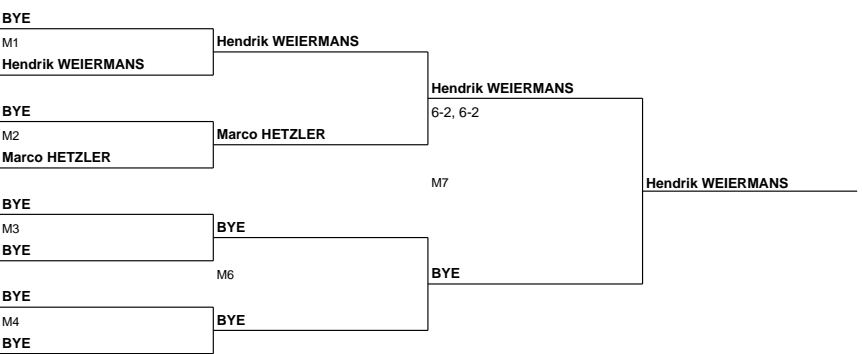 BYE
M1
Hendrik WEIERMANS
Hendrik WEIERMANS
BYE
M2
Marco HETZLER
Marco HETZLER
Hendrik WEIERMANS
6-2, 6-2
M7
Hendrik WEIERMANS
BYE
M3
BYE
BYE
M6
BYE
BYE
M4
BYE
BYE